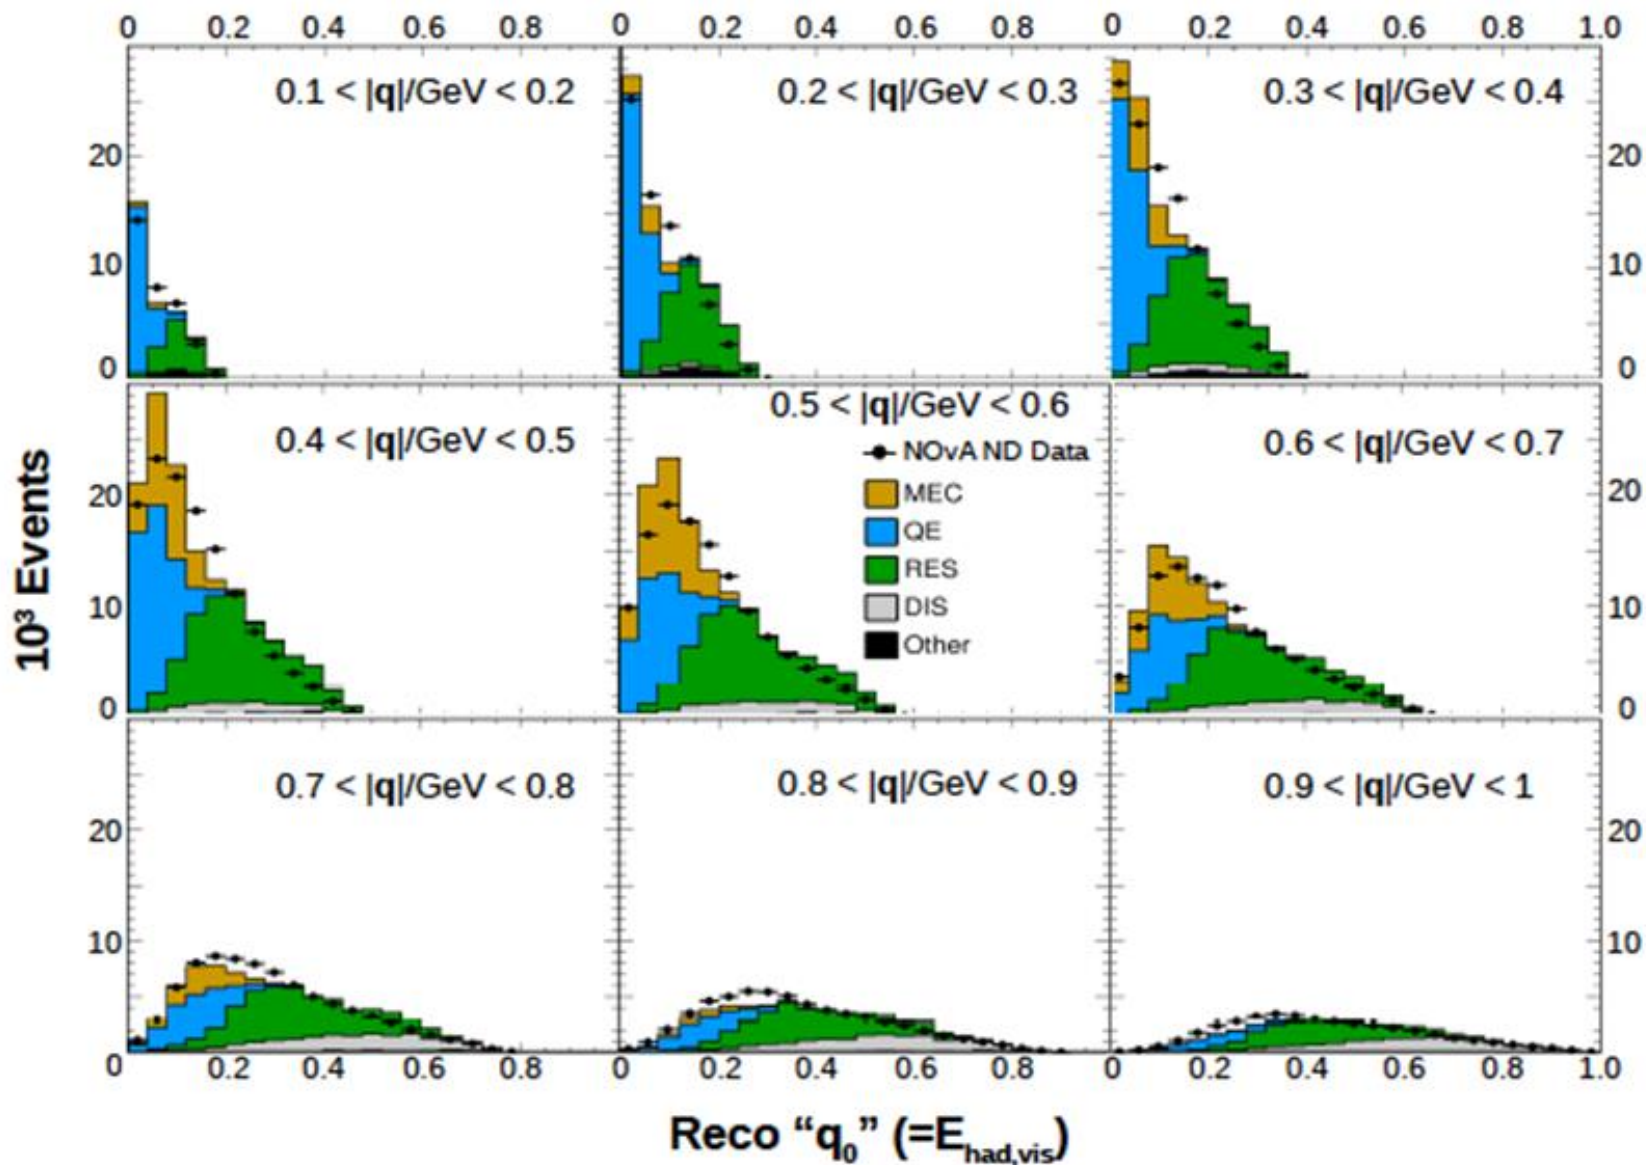 0 0.2 0.4 0.6 0.8 0 0.2 0.4 0.6 0.8 0 0.2 0.4 0.6 0.8 1.0
0.1 < |q|/GeV < 0.2
0.2 < |q|/GeV < 0.3
0.3 < |q|/GeV < 0.4
20 20
10 10
0 0
0.4 < |q|/GeV < 0.5
0.5 < |q|/GeV < 0.6
0.6 < |q|/GeV < 0.7
NOvA ND Data
MEC
QE
RES
DIS
Other
20 20
10 10
0 0
10³ Events
0.7 < |q|/GeV < 0.8
0.8 < |q|/GeV < 0.9
0.9 < |q|/GeV < 1
20 20
10 10
0 0.2 0.4 0.6 0.8 0 0.2 0.4 0.6 0.8 0 0.2 0.4 0.6 0.8 1.0
Reco “q₀” (=E_had,vis)